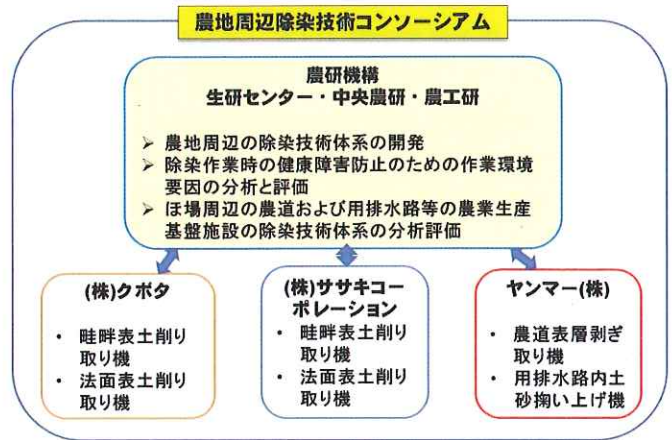 農地周辺除染技術コンソーシアム
農研機構
生研センター・中央農研・農工研
➢ 農地周辺の除染技術体系の開発
➢ 除染作業時の健康障害防止のための作業環境
要因の分析と評価
➢ ほ場周辺の農道および用排水路等の農業生産
基盤施設の除染技術体系の分析評価
(株)クボタ
• 畦畔表土削り
取り機
• 法面表土削り
取り機
(株)ササキコー
ポレーション
• 畦畔表土削り
取り機
• 法面表土削り
取り機
ヤンマー(株)
• 農道表層剥ぎ
取り機
• 用排水路内土
砂掬い上げ機